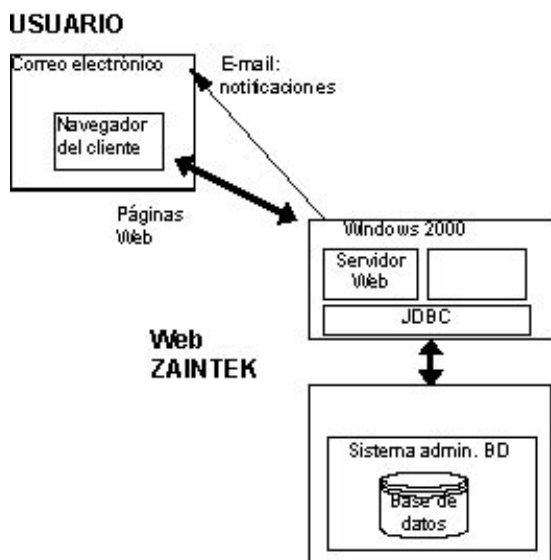 USUARIO
Correo electrónico
E-mail:
notificaciones
Navegador
del cliente
Páginas
Web
Windows 2000
Servidor
Web
JDBC
Web
ZAINTEK
Sistema admin. BD
Base de
datos